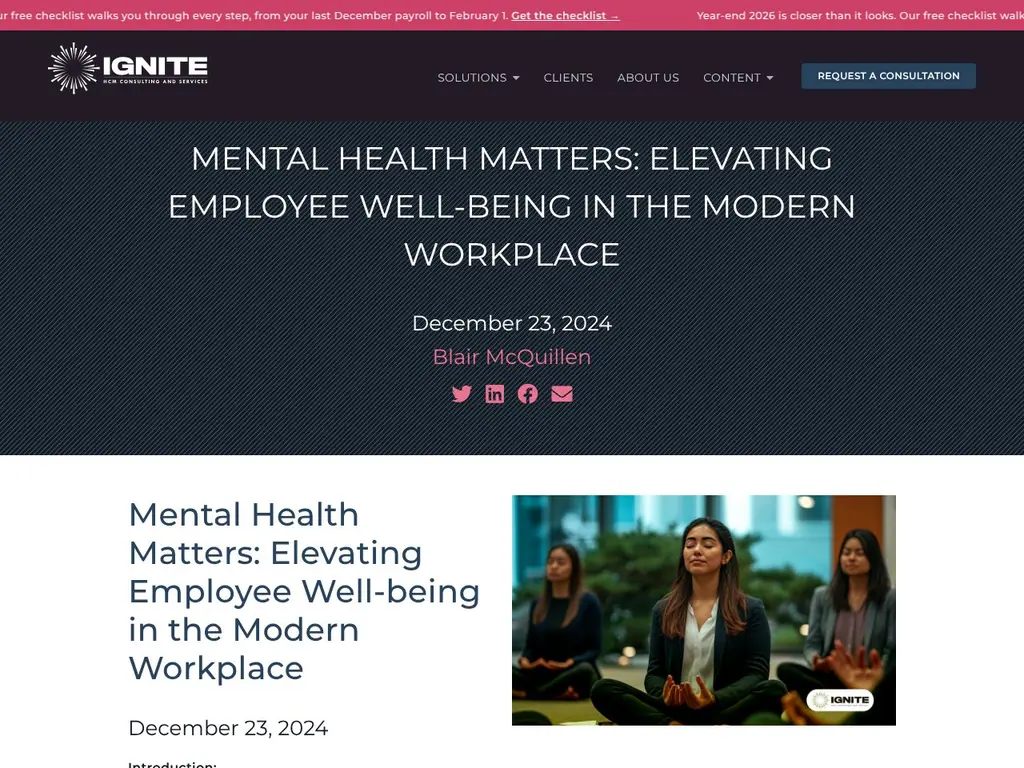 ur free checklist walks you through every step, from your last December payroll to February 1. Get the checklist → Year-end 2026 is closer than it looks. Our free checklist walk
IGNITE
HCM CONSULTING AND SERVICES
SOLUTIONS CLIENTS ABOUT US CONTENT REQUEST A CONSULTATION
MENTAL HEALTH MATTERS: ELEVATING
EMPLOYEE WELL-BEING IN THE MODERN
WORKPLACE
December 23, 2024
Blair McQuillen
Mental Health
Matters: Elevating
Employee Well-being
in the Modern
Workplace
IGNITE
December 23, 2024
Introduction: